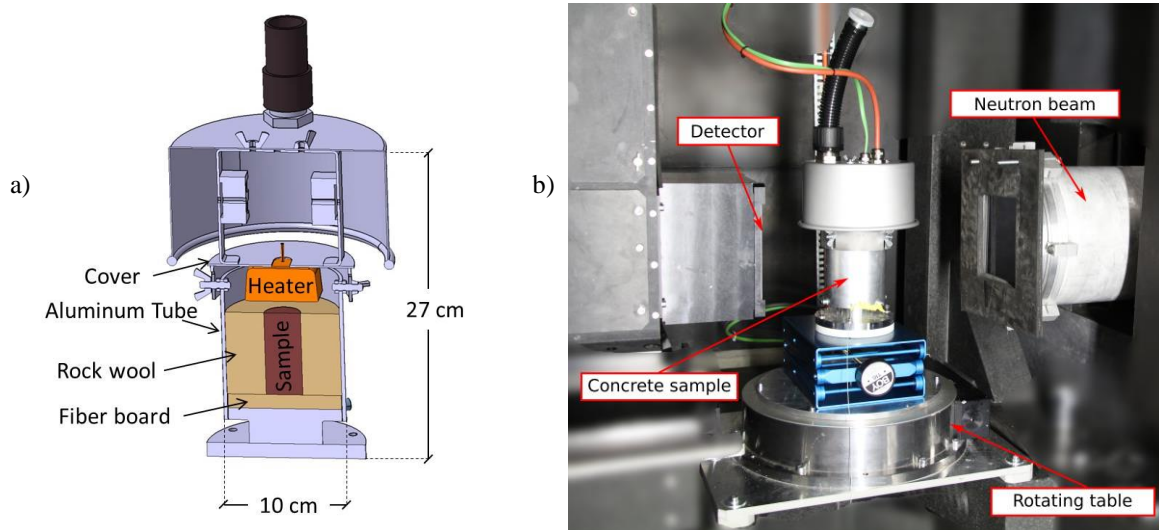 a)
Cover
Aluminum Tube
Rock wool
Fiber board
Heater
Sample
27 cm
10 cm
b)
Detector
Neutron beam
Concrete sample
Rotating table